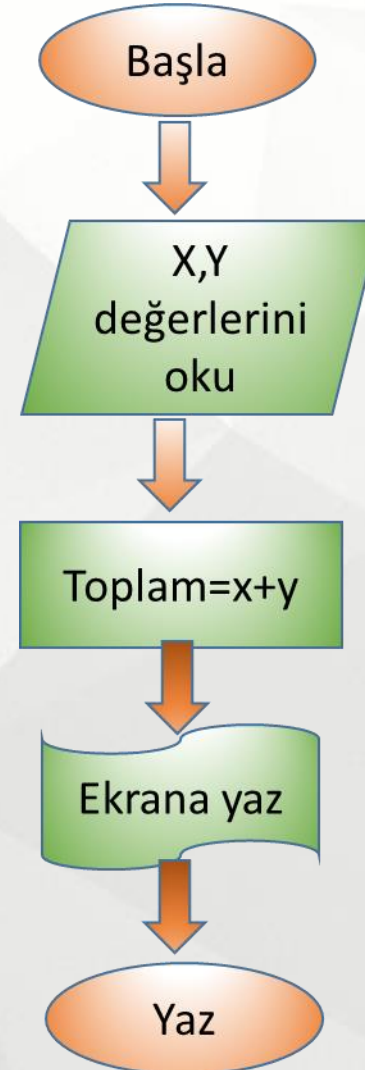 Başla
X,Y
değerlerini
oku
Toplam=x+y
Ekrana yaz
Yaz